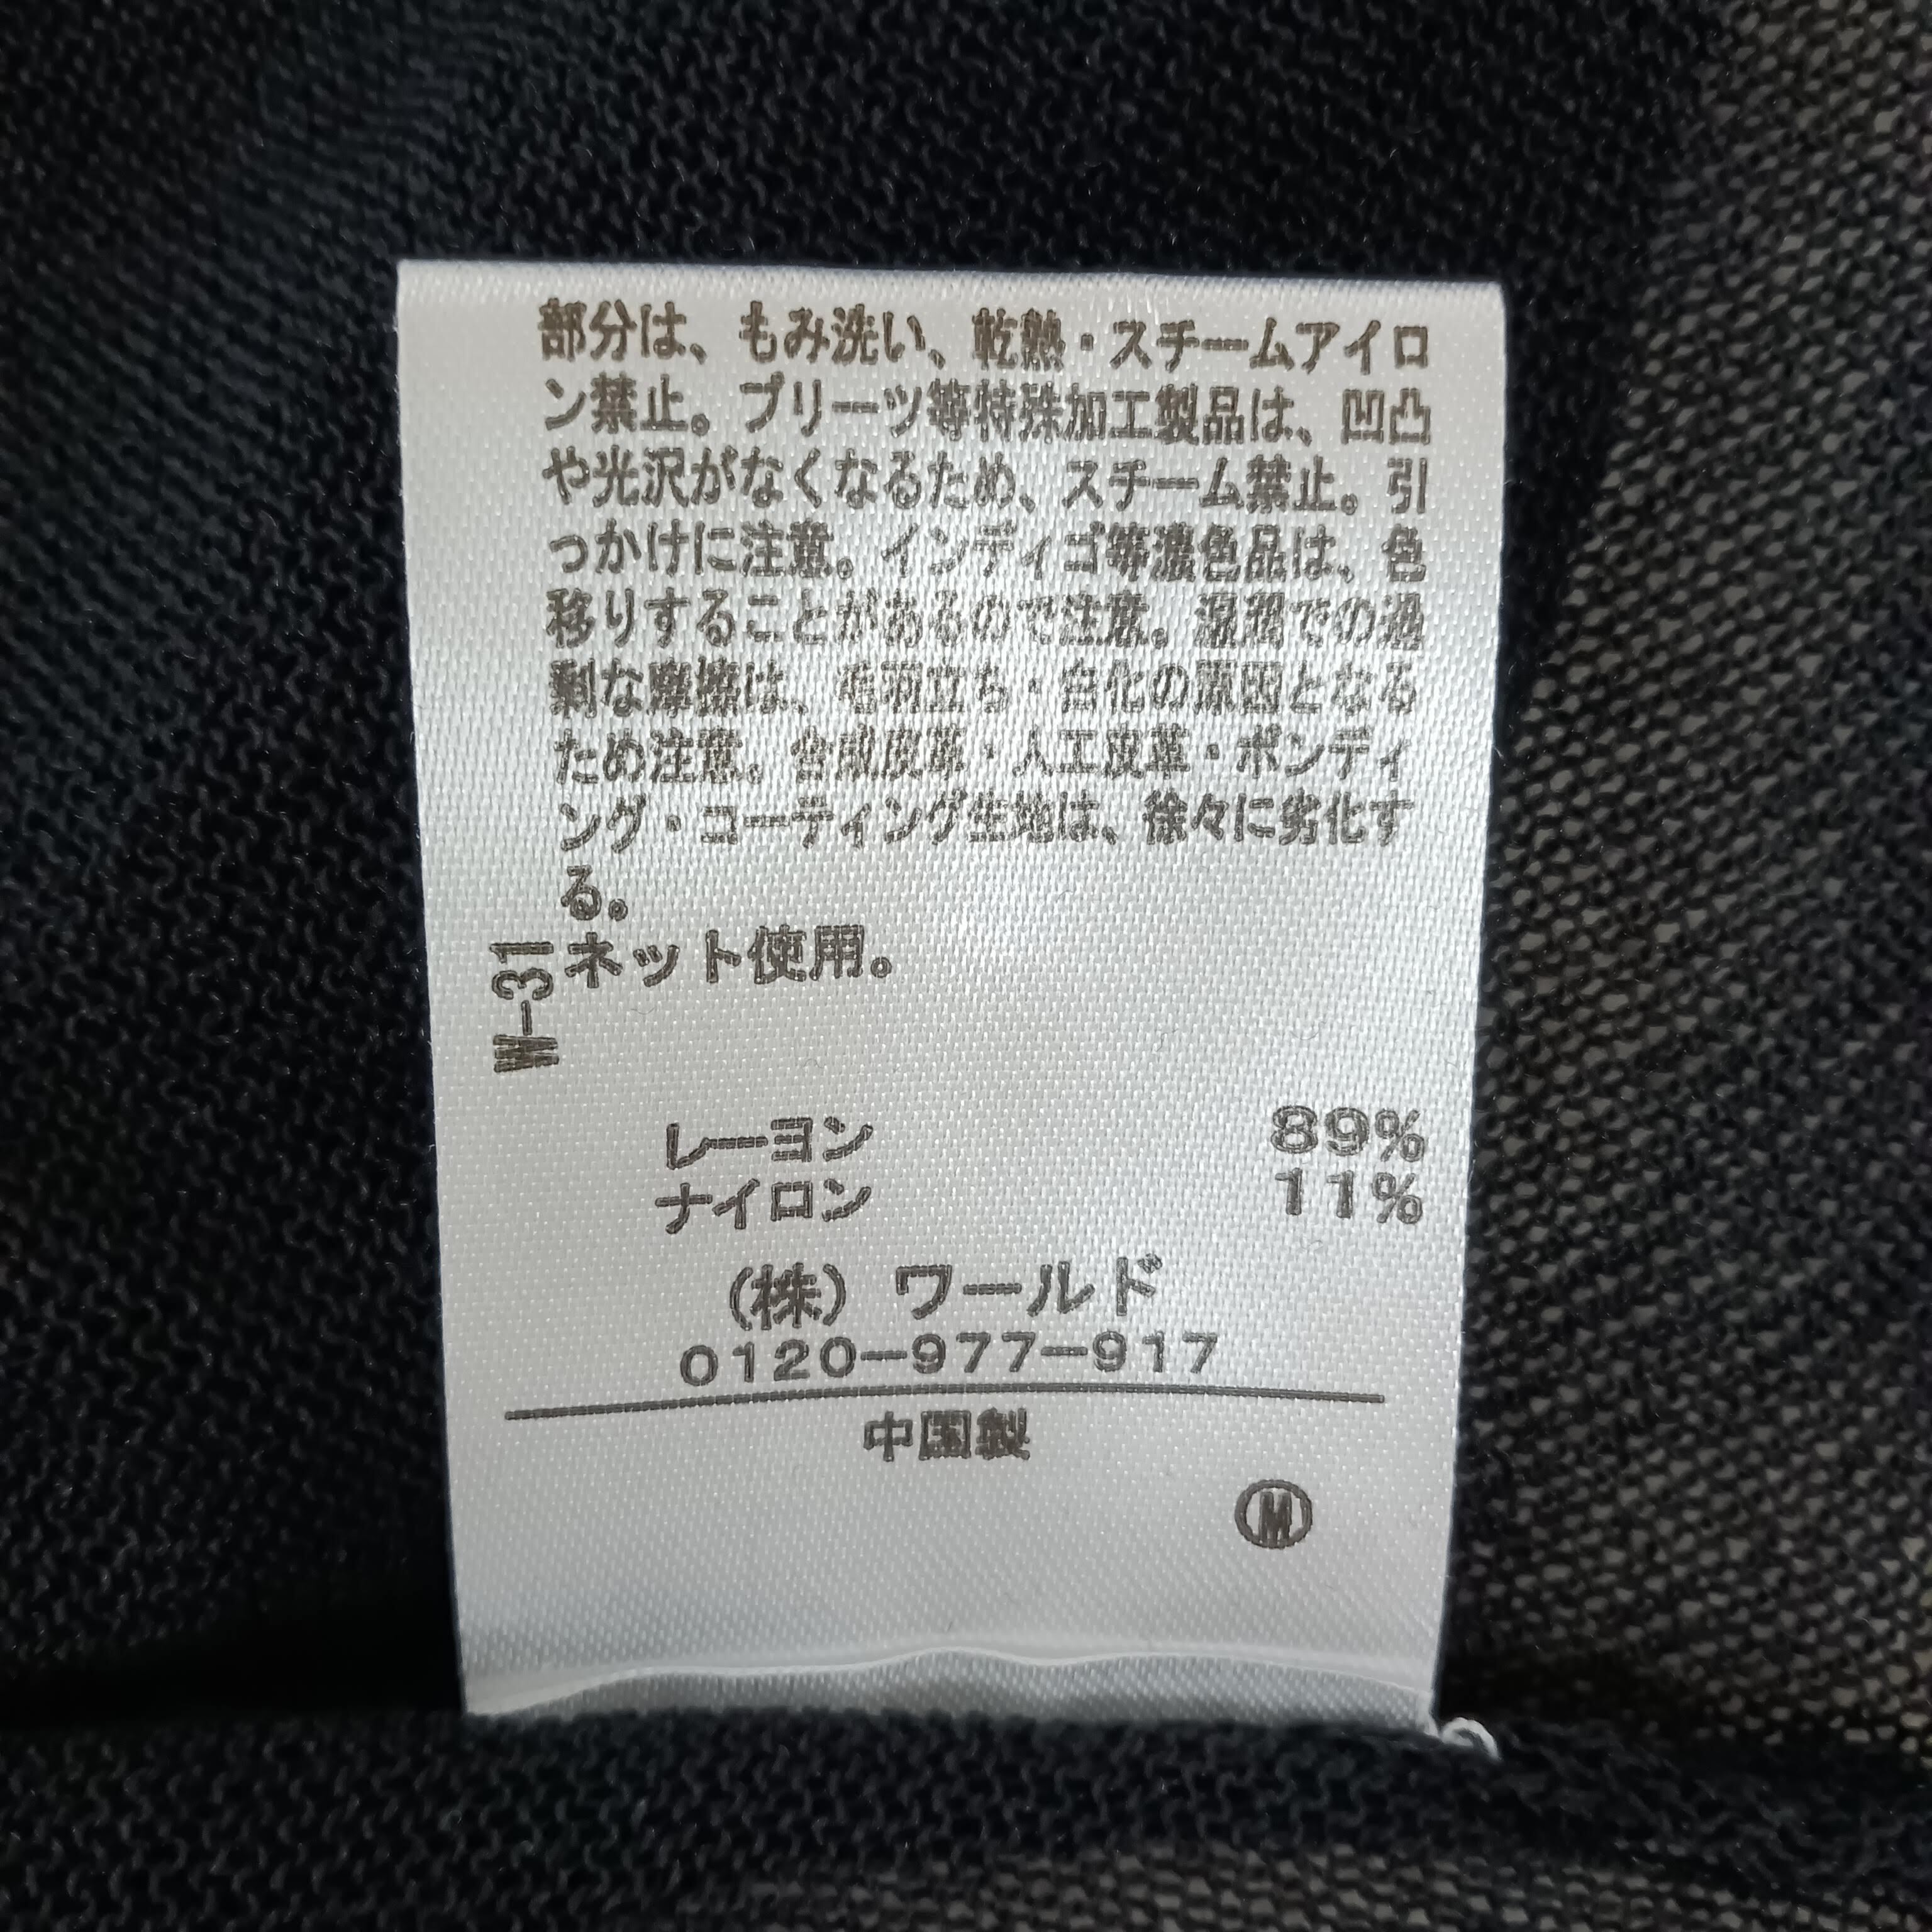 部分は、もみ洗い、乾熱・スチームアイロ
ン禁止。プリーツ等特殊加工製品は、凹凸
や光沢がなくなるため、スチーム禁止。引
っかけに注意。インディゴ等濃色品は、色
移りすることがあるので注意。湿潤での過
剰な摩擦は、毛羽立ち・白化の原因となる
ため注意。合成皮革・人工皮革・ボンディ
ング・コーティング生地は、徐々に劣化す
る。
ネット使用。
W-31
レーヨン 89%
ナイロン 11%
(株) ワールド
0120-977-917
中国製
Ⓜ